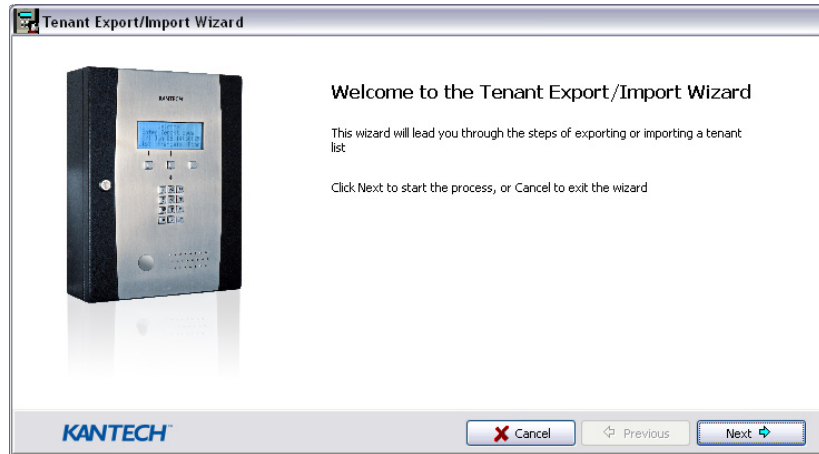 Tenant Export/Import Wizard
KANTECH
Welcome to the Tenant Export/Import Wizard
This wizard will lead you through the steps of exporting or importing a tenant
list
Click Next to start the process, or Cancel to exit the wizard
KANTECH
Cancel
Previous
Next